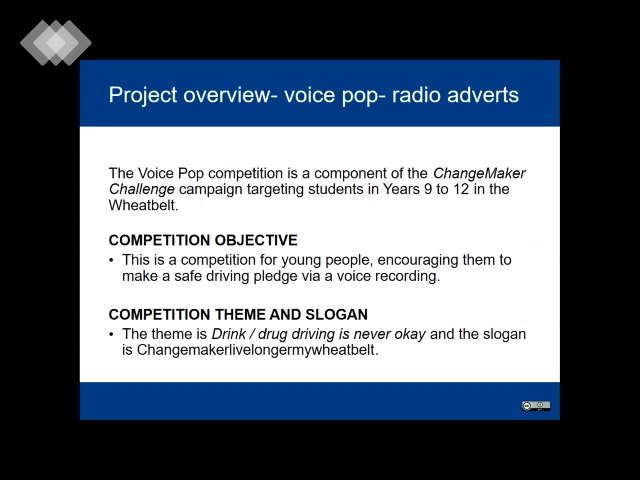 Project overview- voice pop- radio adverts
The Voice Pop competition is a component of the ChangeMaker
Challenge campaign targeting students in Years 9 to 12 in the
Wheatbelt.
COMPETITION OBJECTIVE
• This is a competition for young people, encouraging them to
make a safe driving pledge via a voice recording.
COMPETITION THEME AND SLOGAN
• The theme is Drink / drug driving is never okay and the slogan
is Changemakerlivelongermywheatbelt.